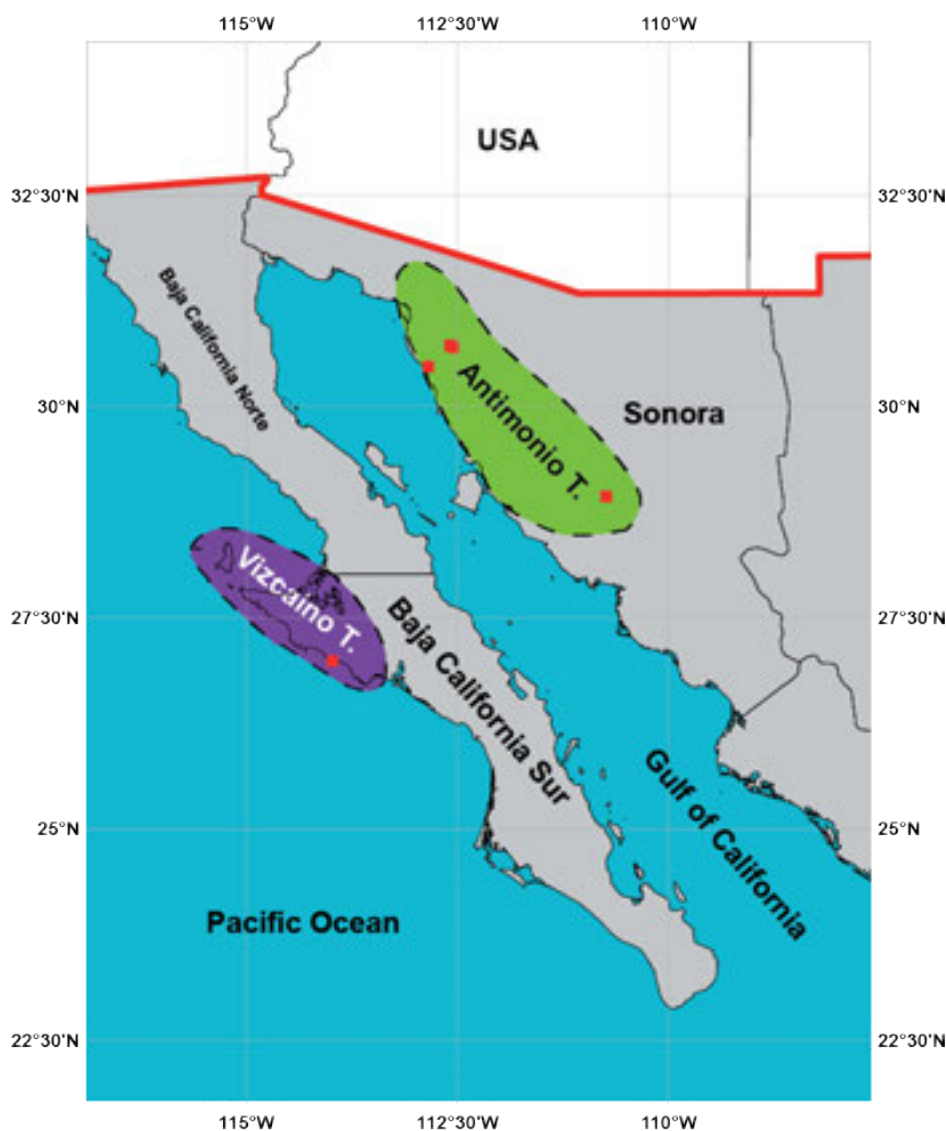 115°W 112°30'W 110°W
USA
32°30'N 32°30'N
Baja California Norte
30°N 30°N
Antimonio T.
Sonora
Vizcaino T.
27°30'N 27°30'N
Baja California Sur
Gulf of California
25°N 25°N
Pacific Ocean
22°30'N 22°30'N
115°W 112°30'W 110°W